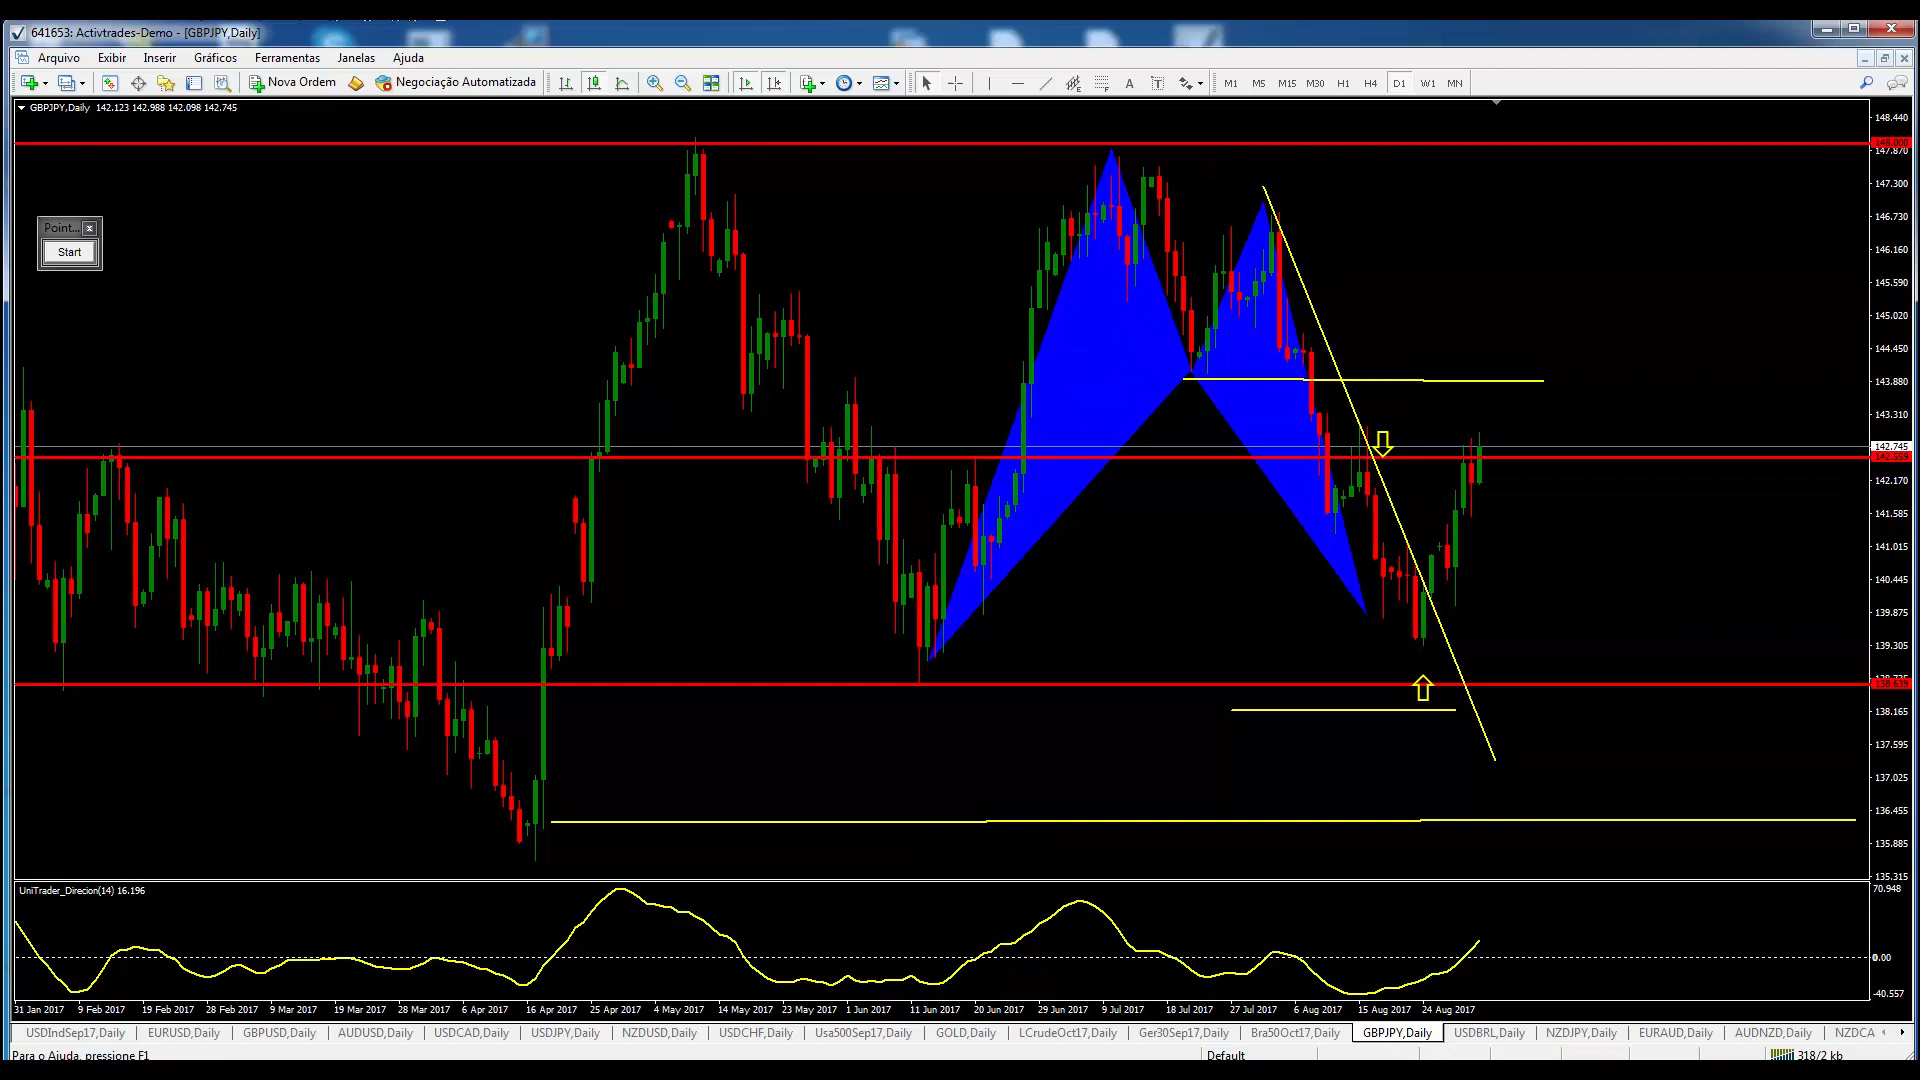 641653: Activtrades-Demo - [GBPJPY,Daily]
Arquivo Exibir Inserir Gráficos Ferramentas Janelas Ajuda
Nova Ordem Negociação Automatizada A T M1 M5 M15 M30 H1 H4 D1 W1 MN
GBPJPY,Daily 142.123 142.988 142.098 142.745
148.440
147.870
147.300
146.730
Point...
Start
146.160
145.590
145.020
144.450
143.880
143.310
142.745
142.559
142.170
141.585
141.015
140.445
139.875
139.305
138.639
138.165
137.595
137.025
136.455
135.885
135.315
UniTrader_Direcion(14) 16.196
70.948
0.00
-40.557
31 Jan 2017 9 Feb 2017 19 Feb 2017 28 Feb 2017 9 Mar 2017 19 Mar 2017 28 Mar 2017 6 Apr 2017 16 Apr 2017 25 Apr 2017 4 May 2017 14 May 2017 23 May 2017 1 Jun 2017 11 Jun 2017 20 Jun 2017 29 Jun 2017 9 Jul 2017 18 Jul 2017 27 Jul 2017 6 Aug 2017 15 Aug 2017 24 Aug 2017
USDIndSep17,Daily EURUSD,Daily GBPUSD,Daily AUDUSD,Daily USDCAD,Daily USDJPY,Daily NZDUSD,Daily USDCHF,Daily Usa500Sep17,Daily GOLD,Daily LCrudeOct17,Daily Ger30Sep17,Daily Bra50Oct17,Daily GBPJPY,Daily USDBRL,Daily NZDJPY,Daily EURAUD,Daily AUDNZD,Daily NZDCA
Para o Ajuda, pressione F1 Default 318/2 kb